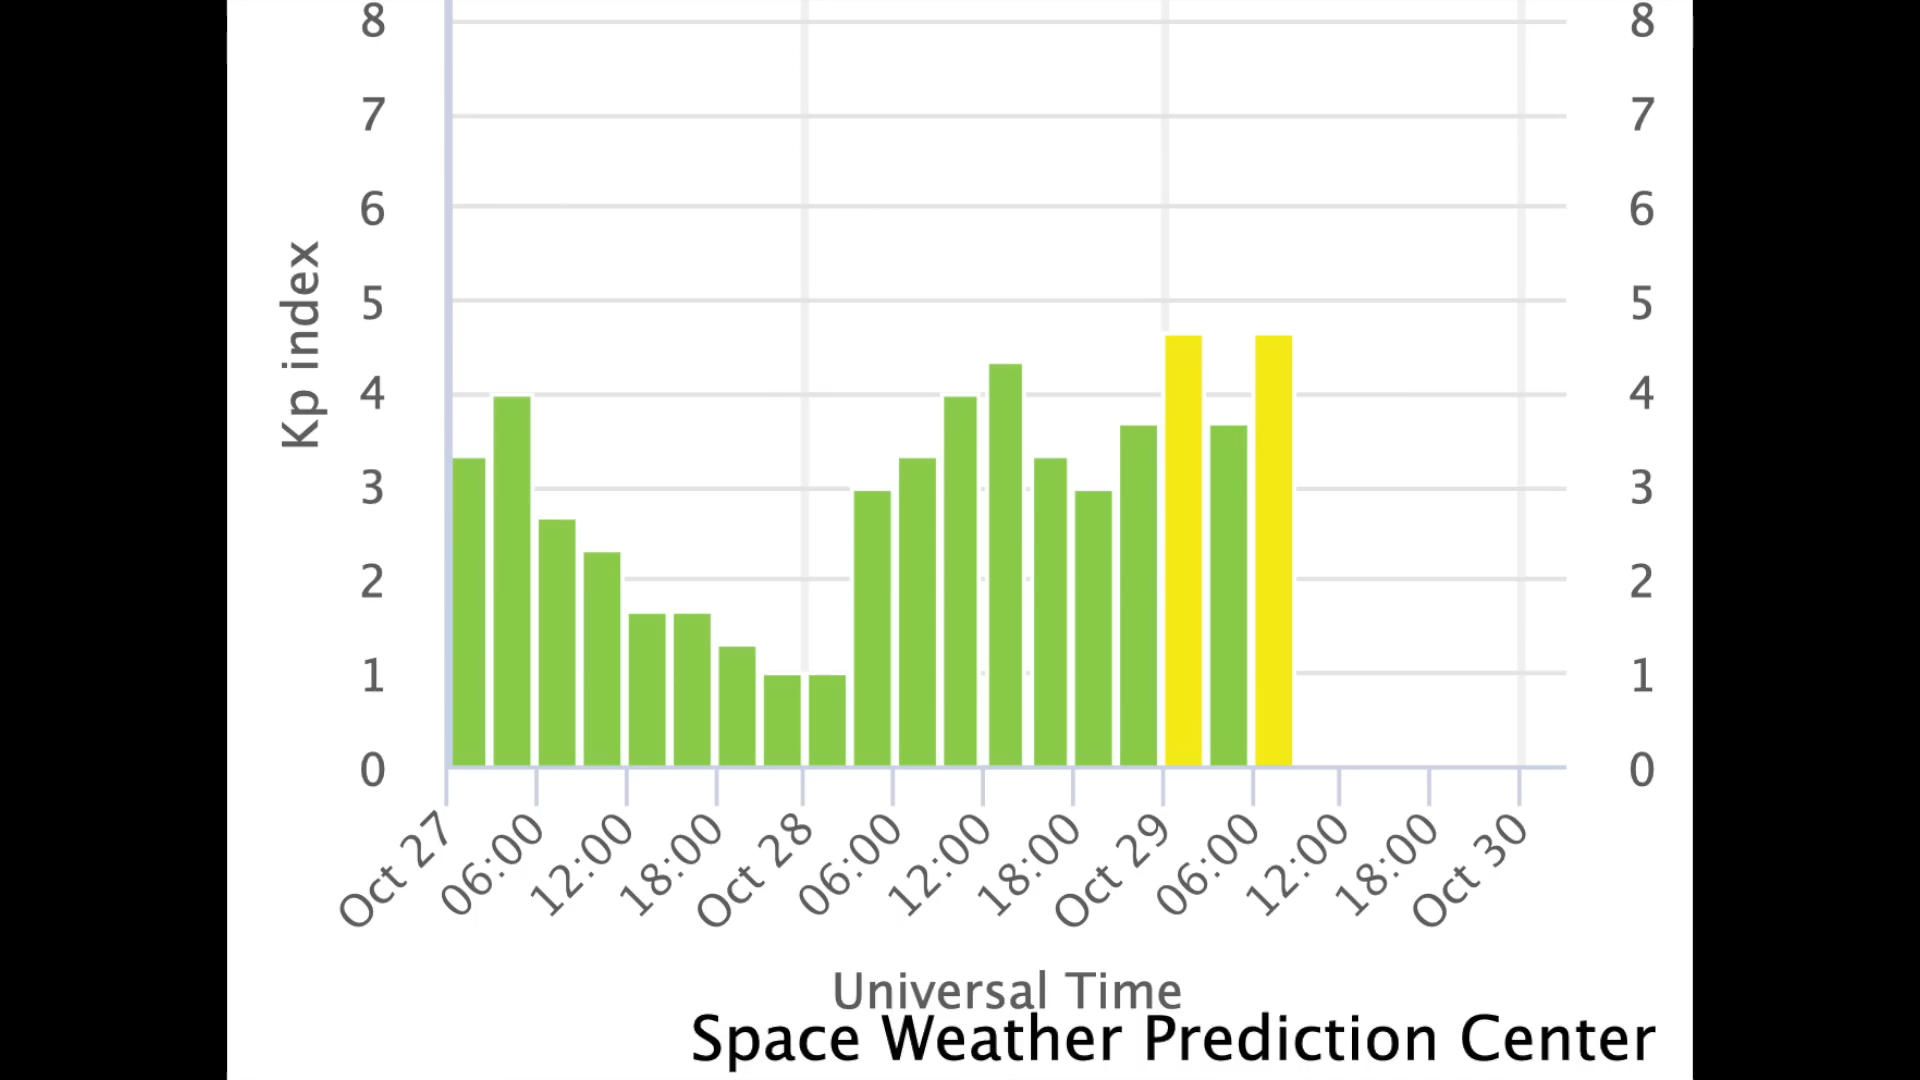 8 8
7 7
6 6
5 5
4 4
3 3
2 2
1 1
0 0
Kp index
Oct 27 06:00 12:00 18:00 Oct 28 06:00 12:00 18:00 Oct 29 06:00 12:00 18:00 Oct 30
Universal Time
Space Weather Prediction Center